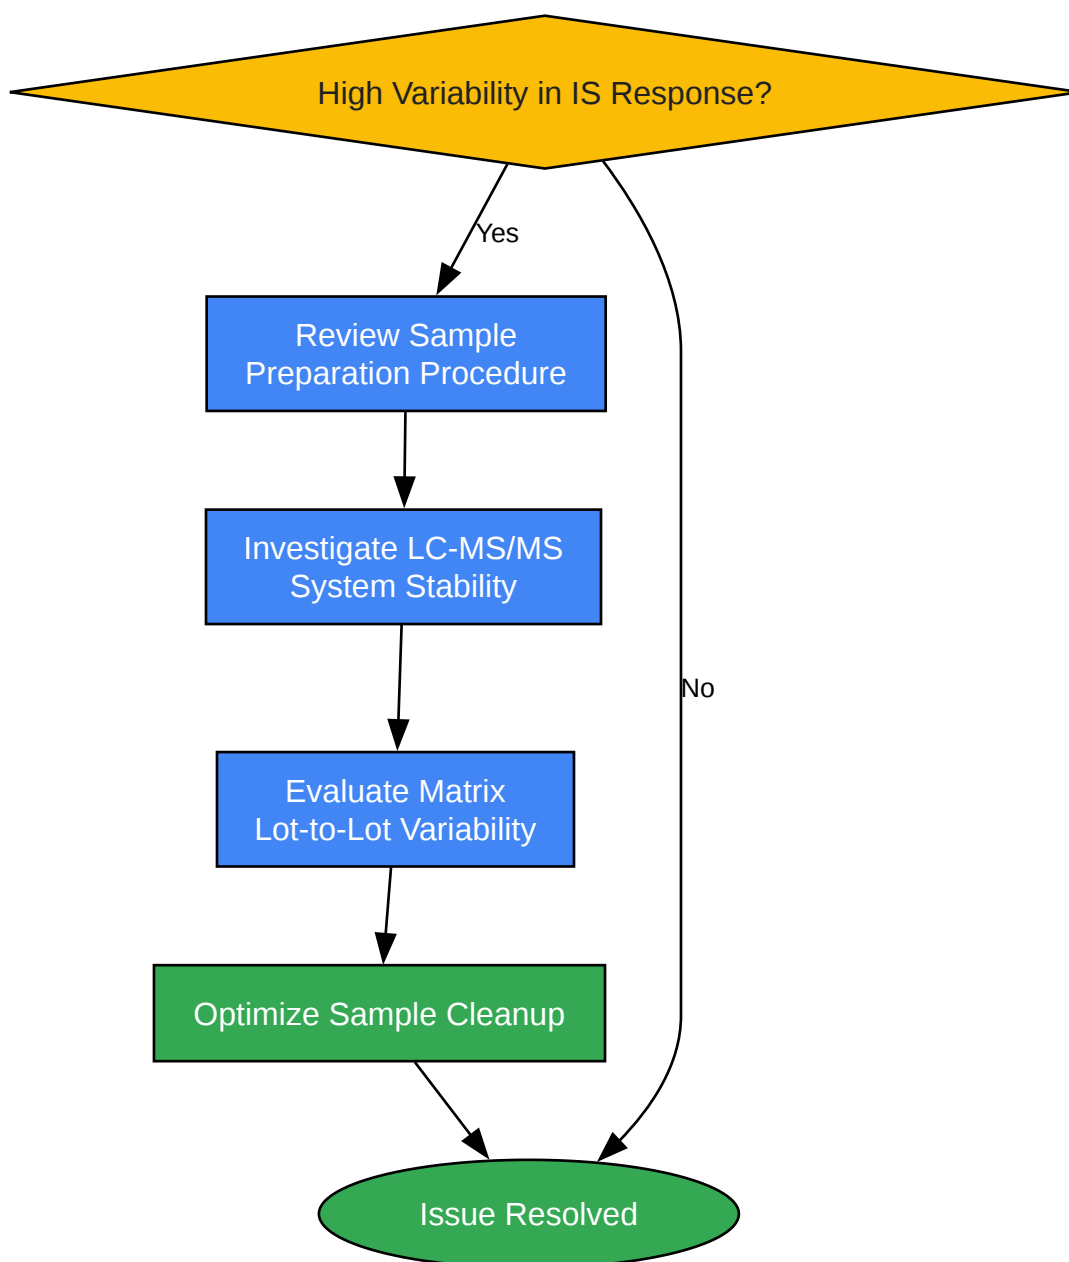 High Variability in IS Response?
Yes
Review Sample
Preparation Procedure
Investigate LC-MS/MS
System Stability
No
Evaluate Matrix
Lot-to-Lot Variability
Optimize Sample Cleanup
Issue Resolved